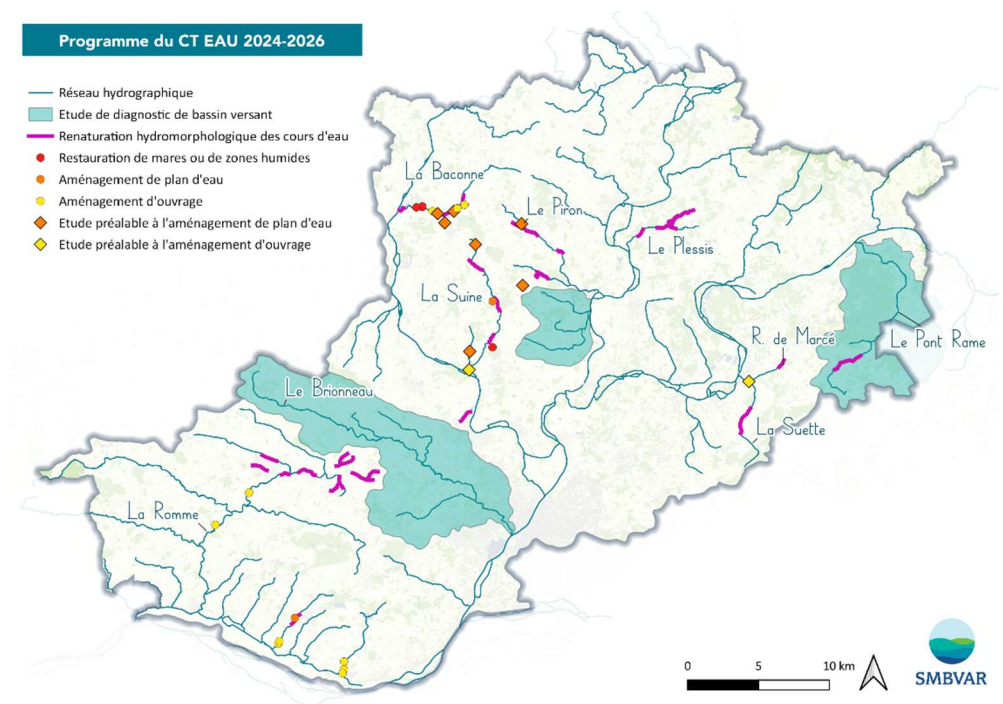 Programme du CT EAU 2024-2026
Réseau hydrographique
Etude de diagnostic de bassin versant
Renaturation hydromorphologique des cours d'eau
Restauration de mares ou de zones humides
Aménagement de plan d'eau
Aménagement d'ouvrage
Etude préalable à l'aménagement de plan d'eau
Etude préalable à l'aménagement d'ouvrage
La Baconne
Le Piron
Le Plessis
La Suine
R. de Marcé
Le Pont Rame
Le Brionneau
La Suette
La Romme
0 5 10 km
SMBVAR